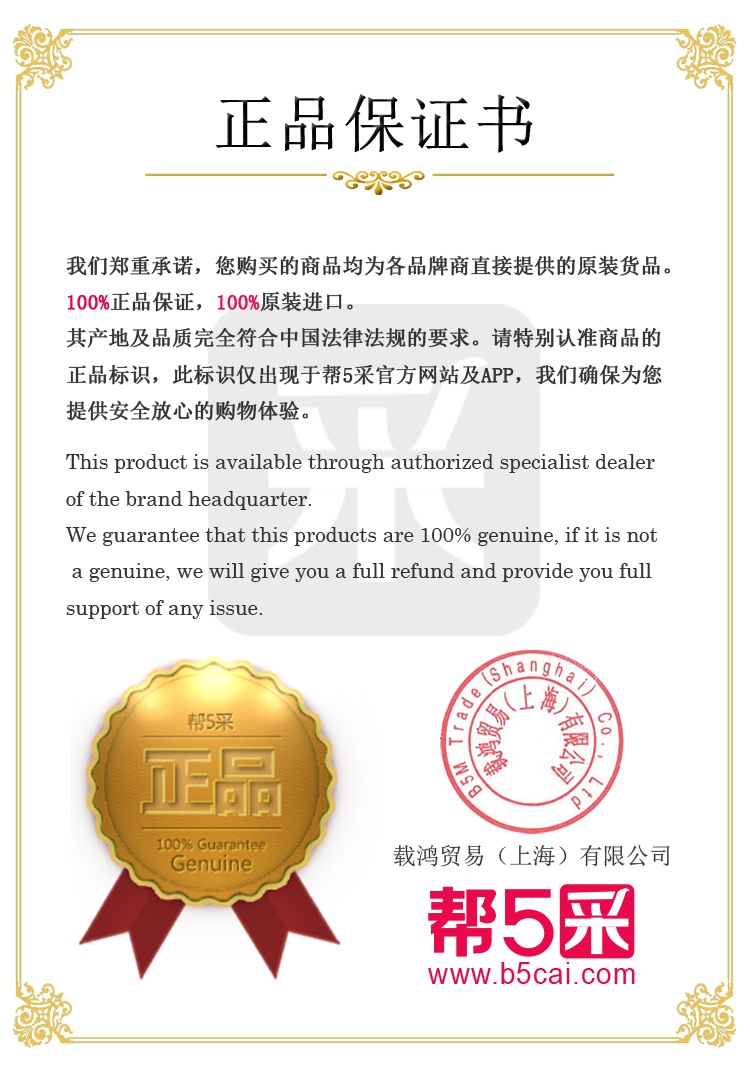 正品保证书
我们郑重承诺，您购买的商品均为各品牌商直接提供的原装货品。
100%正品保证，100%原装进口。
其产地及品质完全符合中国法律法规的要求。请特别认准商品的
正品标识，此标识仅出现于帮5采官方网站及APP，我们确保为您
提供安全放心的购物体验。
采
This product is available through authorized specialist dealer
of the brand headquarter.
We guarantee that this products are 100% genuine, if it is not
a genuine, we will give you a full refund and provide you full
support of any issue.
帮5采
正品
100% Guarantee
Genuine
B5M Trade (Shanghai) Co., Ltd
载鸿贸易（上海）有限公司
载鸿贸易（上海）有限公司
帮5采
www.b5cai.com